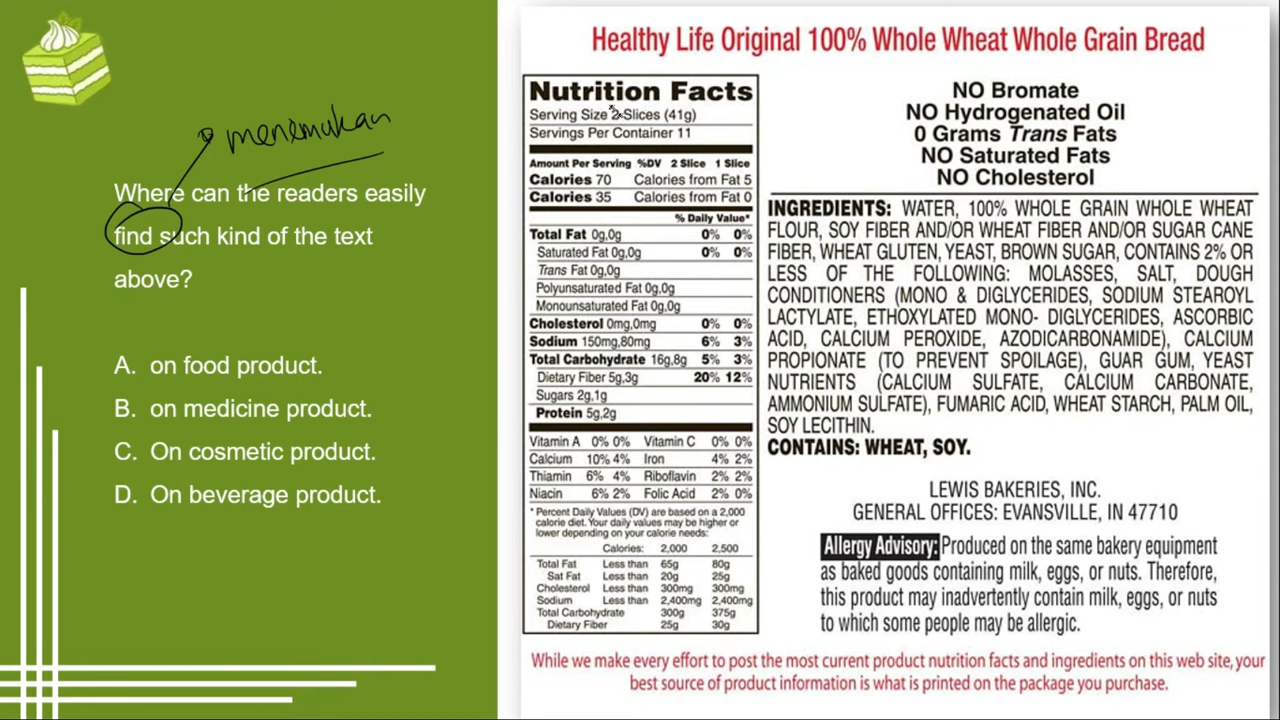 menemukan
Where can the readers easily
find such kind of the text
above?
A. on food product.
B. on medicine product.
C. On cosmetic product.
D. On beverage product.
Healthy Life Original 100% Whole Wheat Whole Grain Bread
Nutrition Facts
Serving Size 2 Slices (41g)
Servings Per Container 11
Amount Per Serving %DV 2 Slice 1 Slice
Calories 70 Calories from Fat 5
Calories 35 Calories from Fat 0
% Daily Value*
Total Fat 0g,0g 0% 0%
Saturated Fat 0g,0g 0% 0%
Trans Fat 0g,0g
Polyunsaturated Fat 0g,0g
Monounsaturated Fat 0g,0g
Cholesterol 0mg,0mg 0% 0%
Sodium 150mg,80mg 6% 3%
Total Carbohydrate 16g,8g 5% 3%
Dietary Fiber 5g,3g 20% 12%
Sugars 2g,1g
Protein 5g,2g
Vitamin A 0% 0% Vitamin C 0% 0%
Calcium 10% 4% Iron 4% 2%
Thiamin 6% 4% Riboflavin 2% 2%
Niacin 6% 2% Folic Acid 2% 0%
* Percent Daily Values (DV) are based on a 2,000
calorie diet. Your daily values may be higher or
lower depending on your calorie needs:
Calories: 2,000 2,500
Total Fat Less than 65g 80g
Sat Fat Less than 20g 25g
Cholesterol Less than 300mg 300mg
Sodium Less than 2,400mg 2,400mg
Total Carbohydrate 300g 375g
Dietary Fiber 25g 30g
NO Bromate
NO Hydrogenated Oil
0 Grams Trans Fats
NO Saturated Fats
NO Cholesterol
INGREDIENTS: WATER, 100% WHOLE GRAIN WHOLE WHEAT
FLOUR, SOY FIBER AND/OR WHEAT FIBER AND/OR SUGAR CANE
FIBER, WHEAT GLUTEN, YEAST, BROWN SUGAR, CONTAINS 2% OR
LESS OF THE FOLLOWING: MOLASSES, SALT, DOUGH
CONDITIONERS (MONO & DIGLYCERIDES, SODIUM STEAROYL
LACTYLATE, ETHOXYLATED MONO- DIGLYCERIDES, ASCORBIC
ACID, CALCIUM PEROXIDE, AZODICARBONAMIDE), CALCIUM
PROPIONATE (TO PREVENT SPOILAGE), GUAR GUM, YEAST
NUTRIENTS (CALCIUM SULFATE, CALCIUM CARBONATE,
AMMONIUM SULFATE), FUMARIC ACID, WHEAT STARCH, PALM OIL,
SOY LECITHIN.
CONTAINS: WHEAT, SOY.
LEWIS BAKERIES, INC.
GENERAL OFFICES: EVANSVILLE, IN 47710
Allergy Advisory: Produced on the same bakery equipment
as baked goods containing milk, eggs, or nuts. Therefore,
this product may inadvertently contain milk, eggs, or nuts
to which some people may be allergic.
While we make every effort to post the most current product nutrition facts and ingredients on this web site, your
best source of product information is what is printed on the package you purchase.